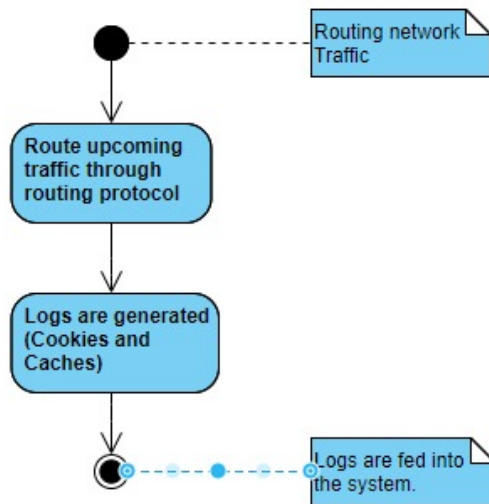 Routing network
Traffic
Route upcoming
traffic through
routing protocol
Logs are generated
(Cookies and
Caches)
Logs are fed into
the system.